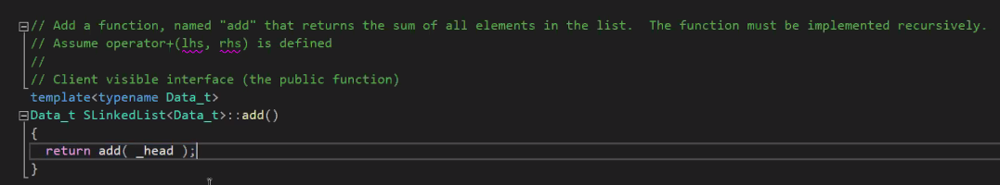 // Add a function, named "add" that returns the sum of all elements in the list.  The function must be implemented recursively.
// Assume operator+(lhs, rhs) is defined
//
// Client visible interface (the public function)
template<typename Data_t>
Data_t SLinkedList<Data_t>::add()
{
  return add( _head );
}